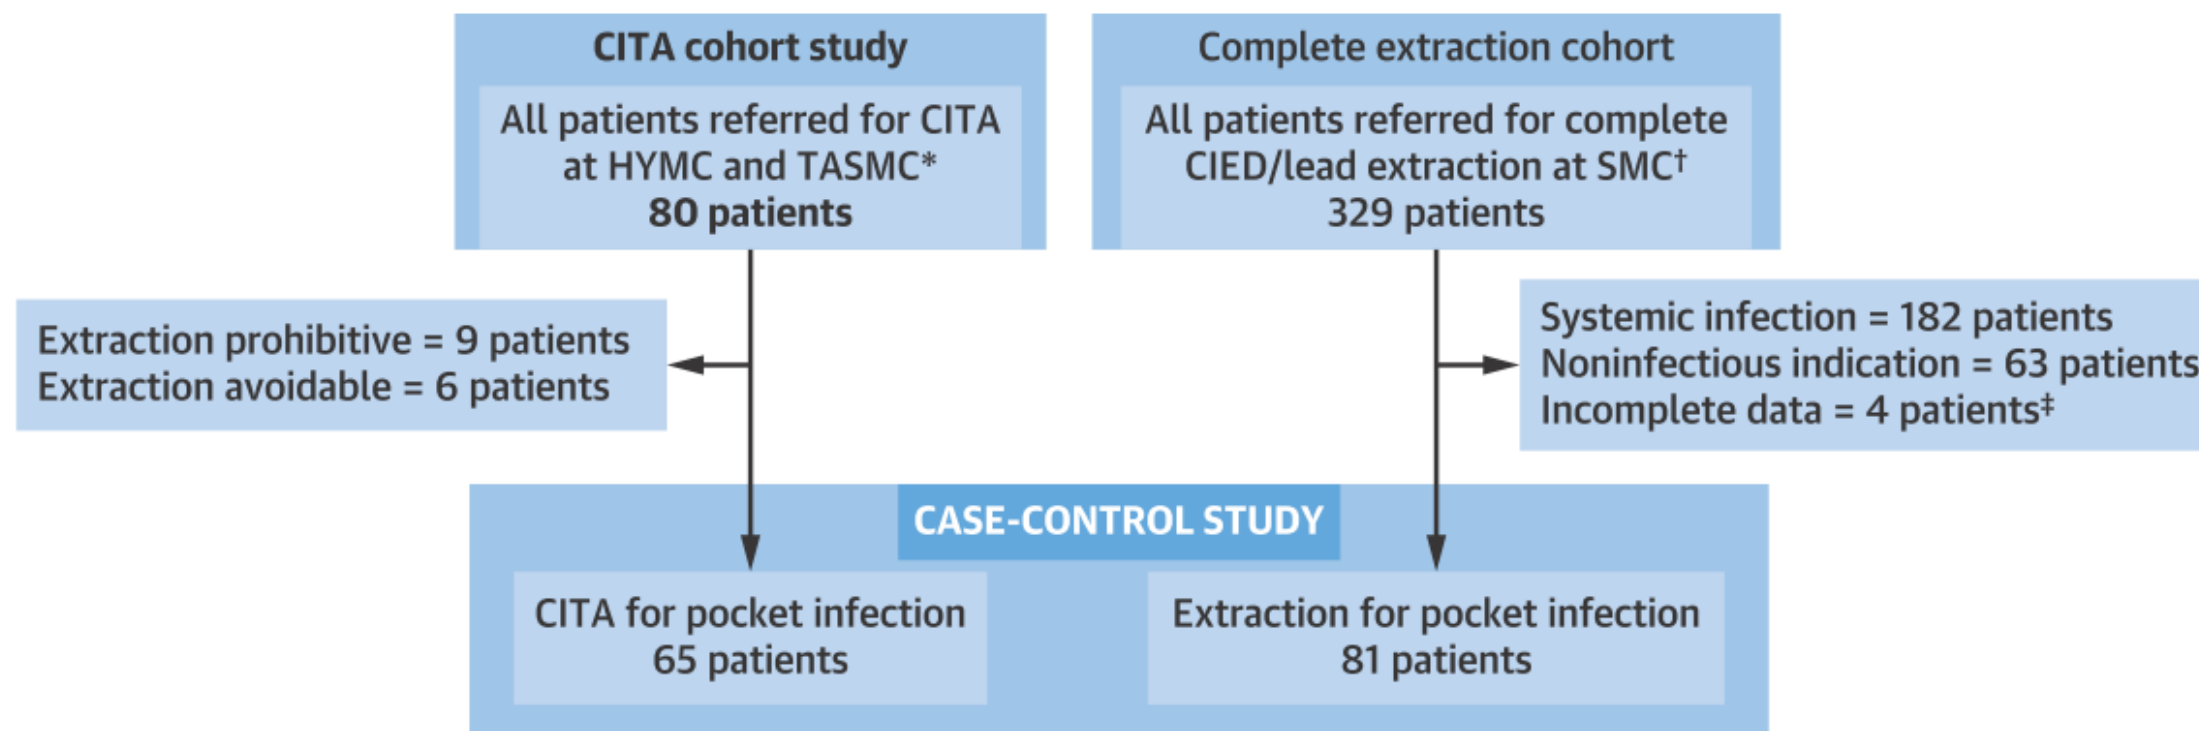 CITA cohort study
All patients referred for CITA
at HYMC and TASMC*
80 patients
Complete extraction cohort
All patients referred for complete
CIED/lead extraction at SMC†
329 patients
Extraction prohibitive = 9 patients
Extraction avoidable = 6 patients
Systemic infection = 182 patients
Noninfectious indication = 63 patients
Incomplete data = 4 patients‡
CASE-CONTROL STUDY
CITA for pocket infection
65 patients
Extraction for pocket infection
81 patients